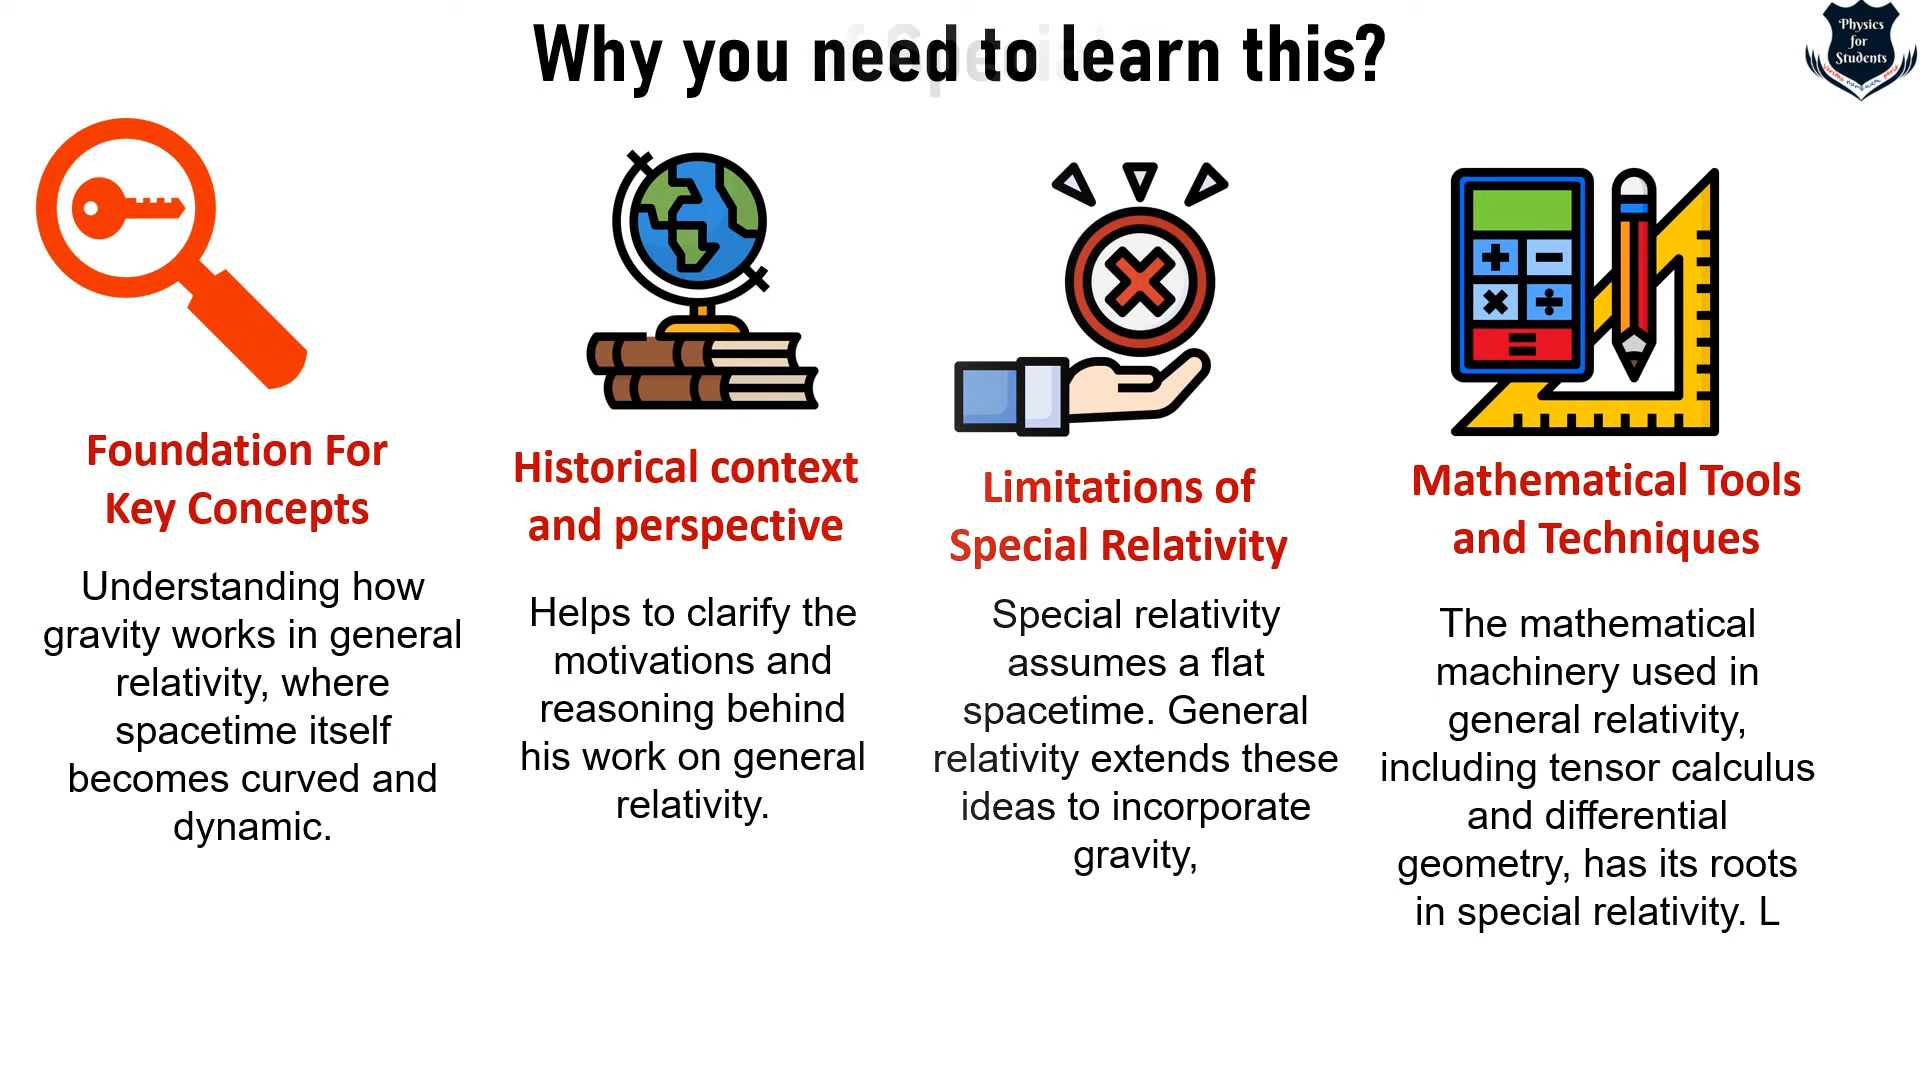 Why you need to learn this?
Physics
for
Students
Foundation For
Key Concepts
Understanding how
gravity works in general
relativity, where
spacetime itself
becomes curved and
dynamic.
Historical context
and perspective
Helps to clarify the
motivations and
reasoning behind
his work on general
relativity.
Limitations of
Special Relativity
Special relativity
assumes a flat
spacetime. General
relativity extends these
ideas to incorporate
gravity,
Mathematical Tools
and Techniques
The mathematical
machinery used in
general relativity,
including tensor calculus
and differential
geometry, has its roots
in special relativity. L